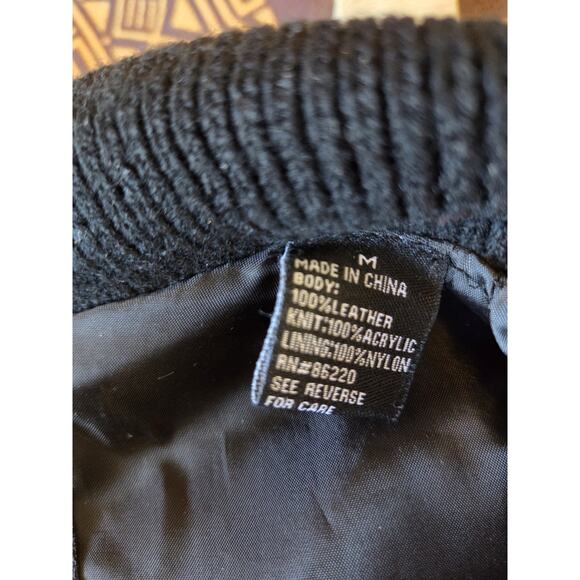 M
MADE IN CHINA
BODY:
100%LEATHER
KNIT:100%ACRYLIC
LINING:100%NYLON
RN#86220
SEE REVERSE
FOR CARE